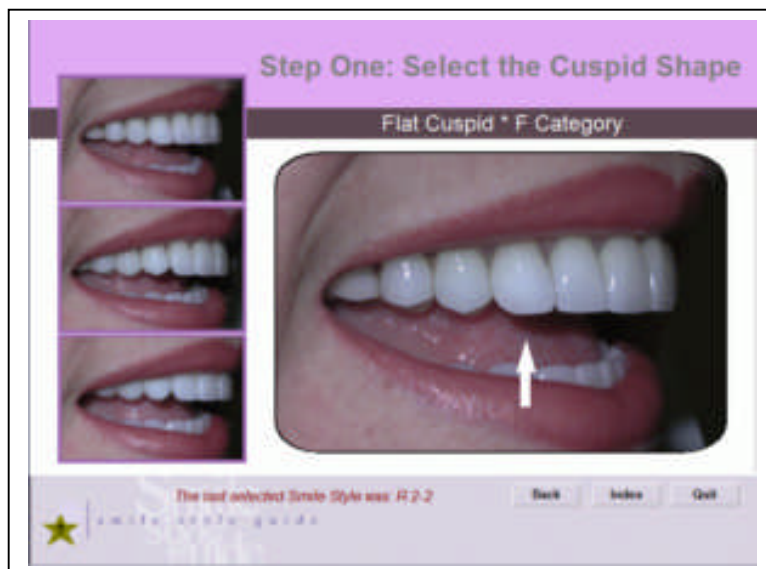 Step One: Select the Cuspid Shape
Flat Cuspid * F Category
The last selected Smile Style was: R 2-2
Back
Index
Quit
smile style guide